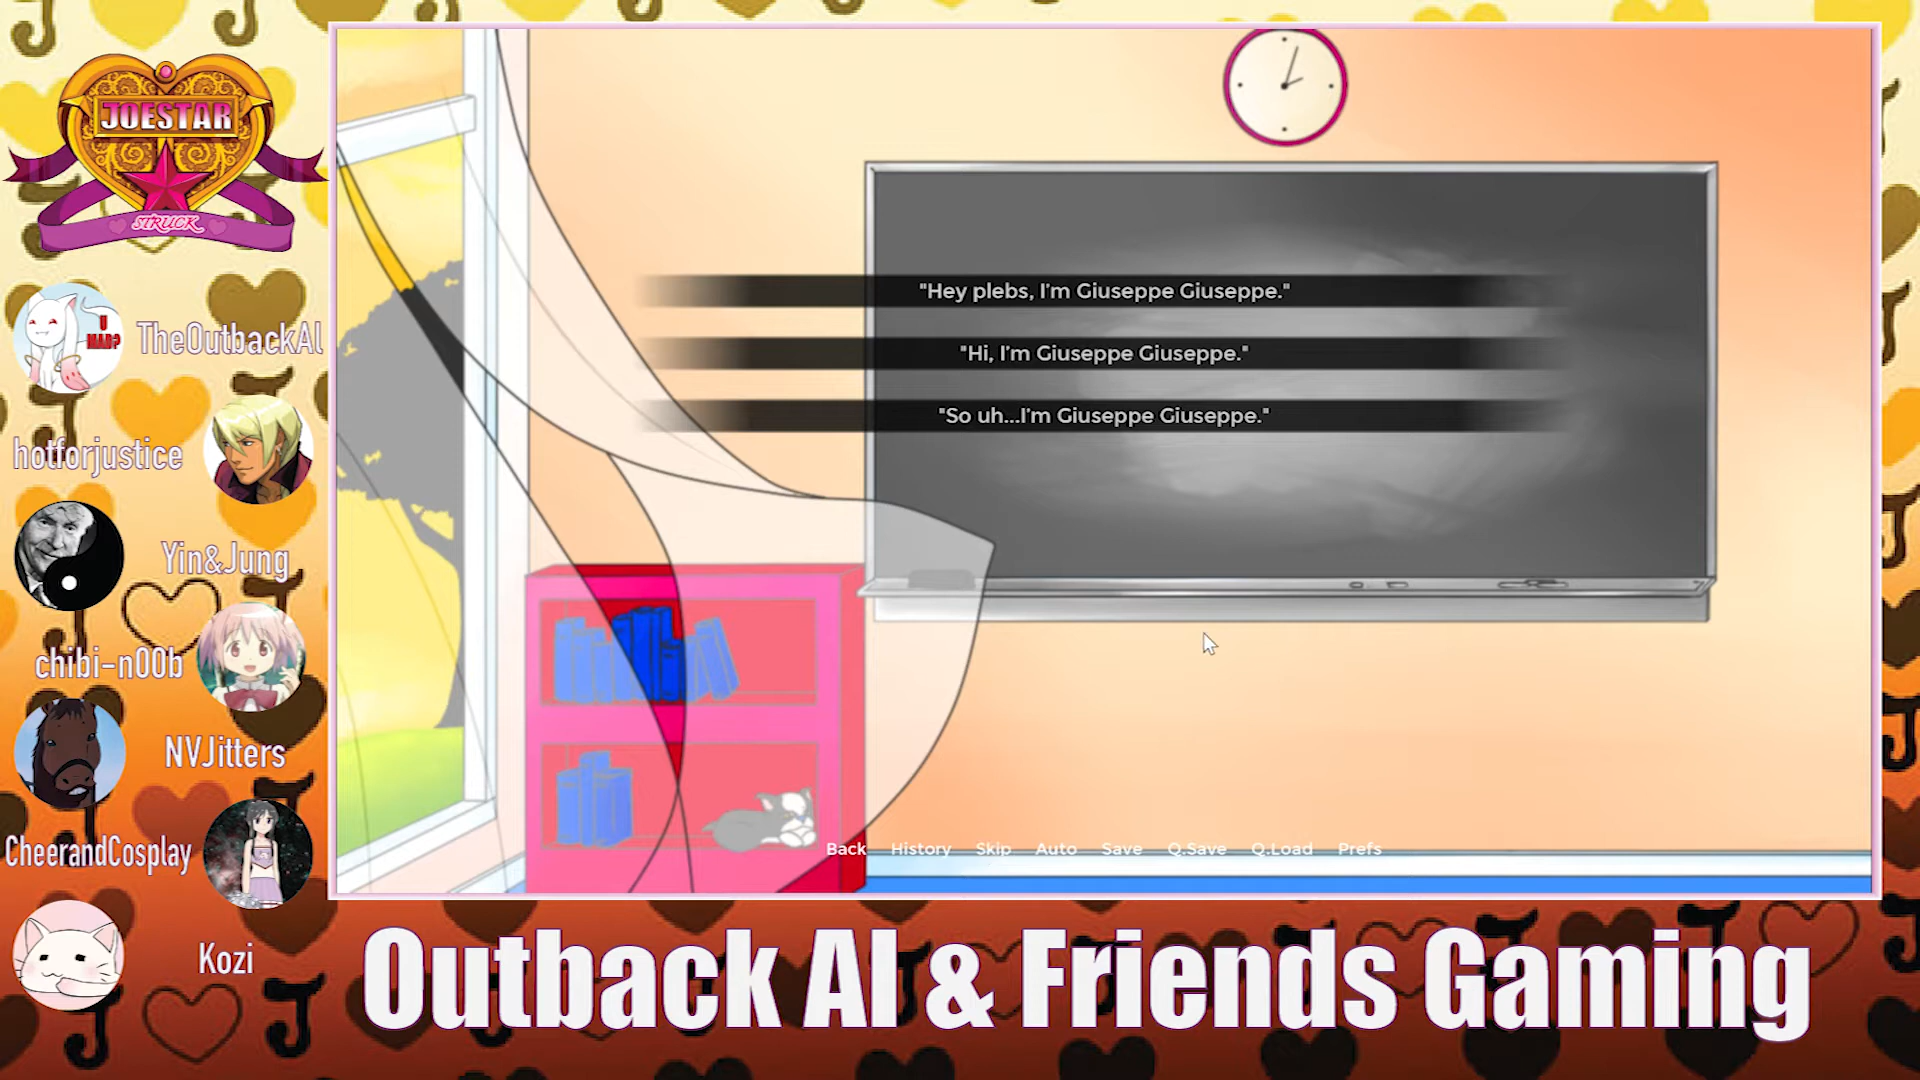 JOESTAR
STRUCK
U
MAD?
TheOutbackAl
hotforjustice
Yin&Jung
chibi-n00b
NVJitters
CheerandCosplay
Kozi
"Hey plebs, I'm Giuseppe Giuseppe."
"Hi, I'm Giuseppe Giuseppe."
"So uh...I'm Giuseppe Giuseppe."
Back History Skip Auto Save Q.Save Q.Load Prefs
Outback Al & Friends Gaming